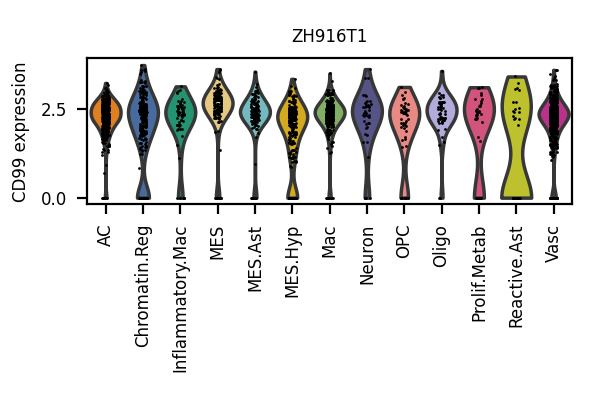 ZH916T1
CD99 expression
2.5
0.0
AC
Chromatin.Reg
Inflammatory.Mac
MES
MES.Ast
MES.Hyp
Mac
Neuron
OPC
Oligo
Prolif.Metab
Reactive.Ast
Vasc